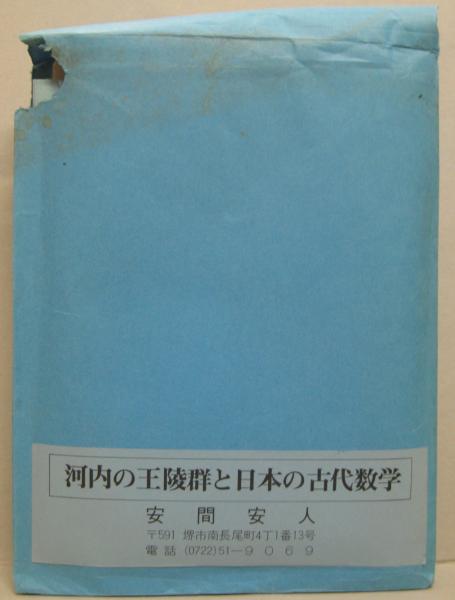 河内の王陵群と日本の古代数学
安間安人
〒591 堺市南長尾町4丁1番13号
電話 (0722)51－9069